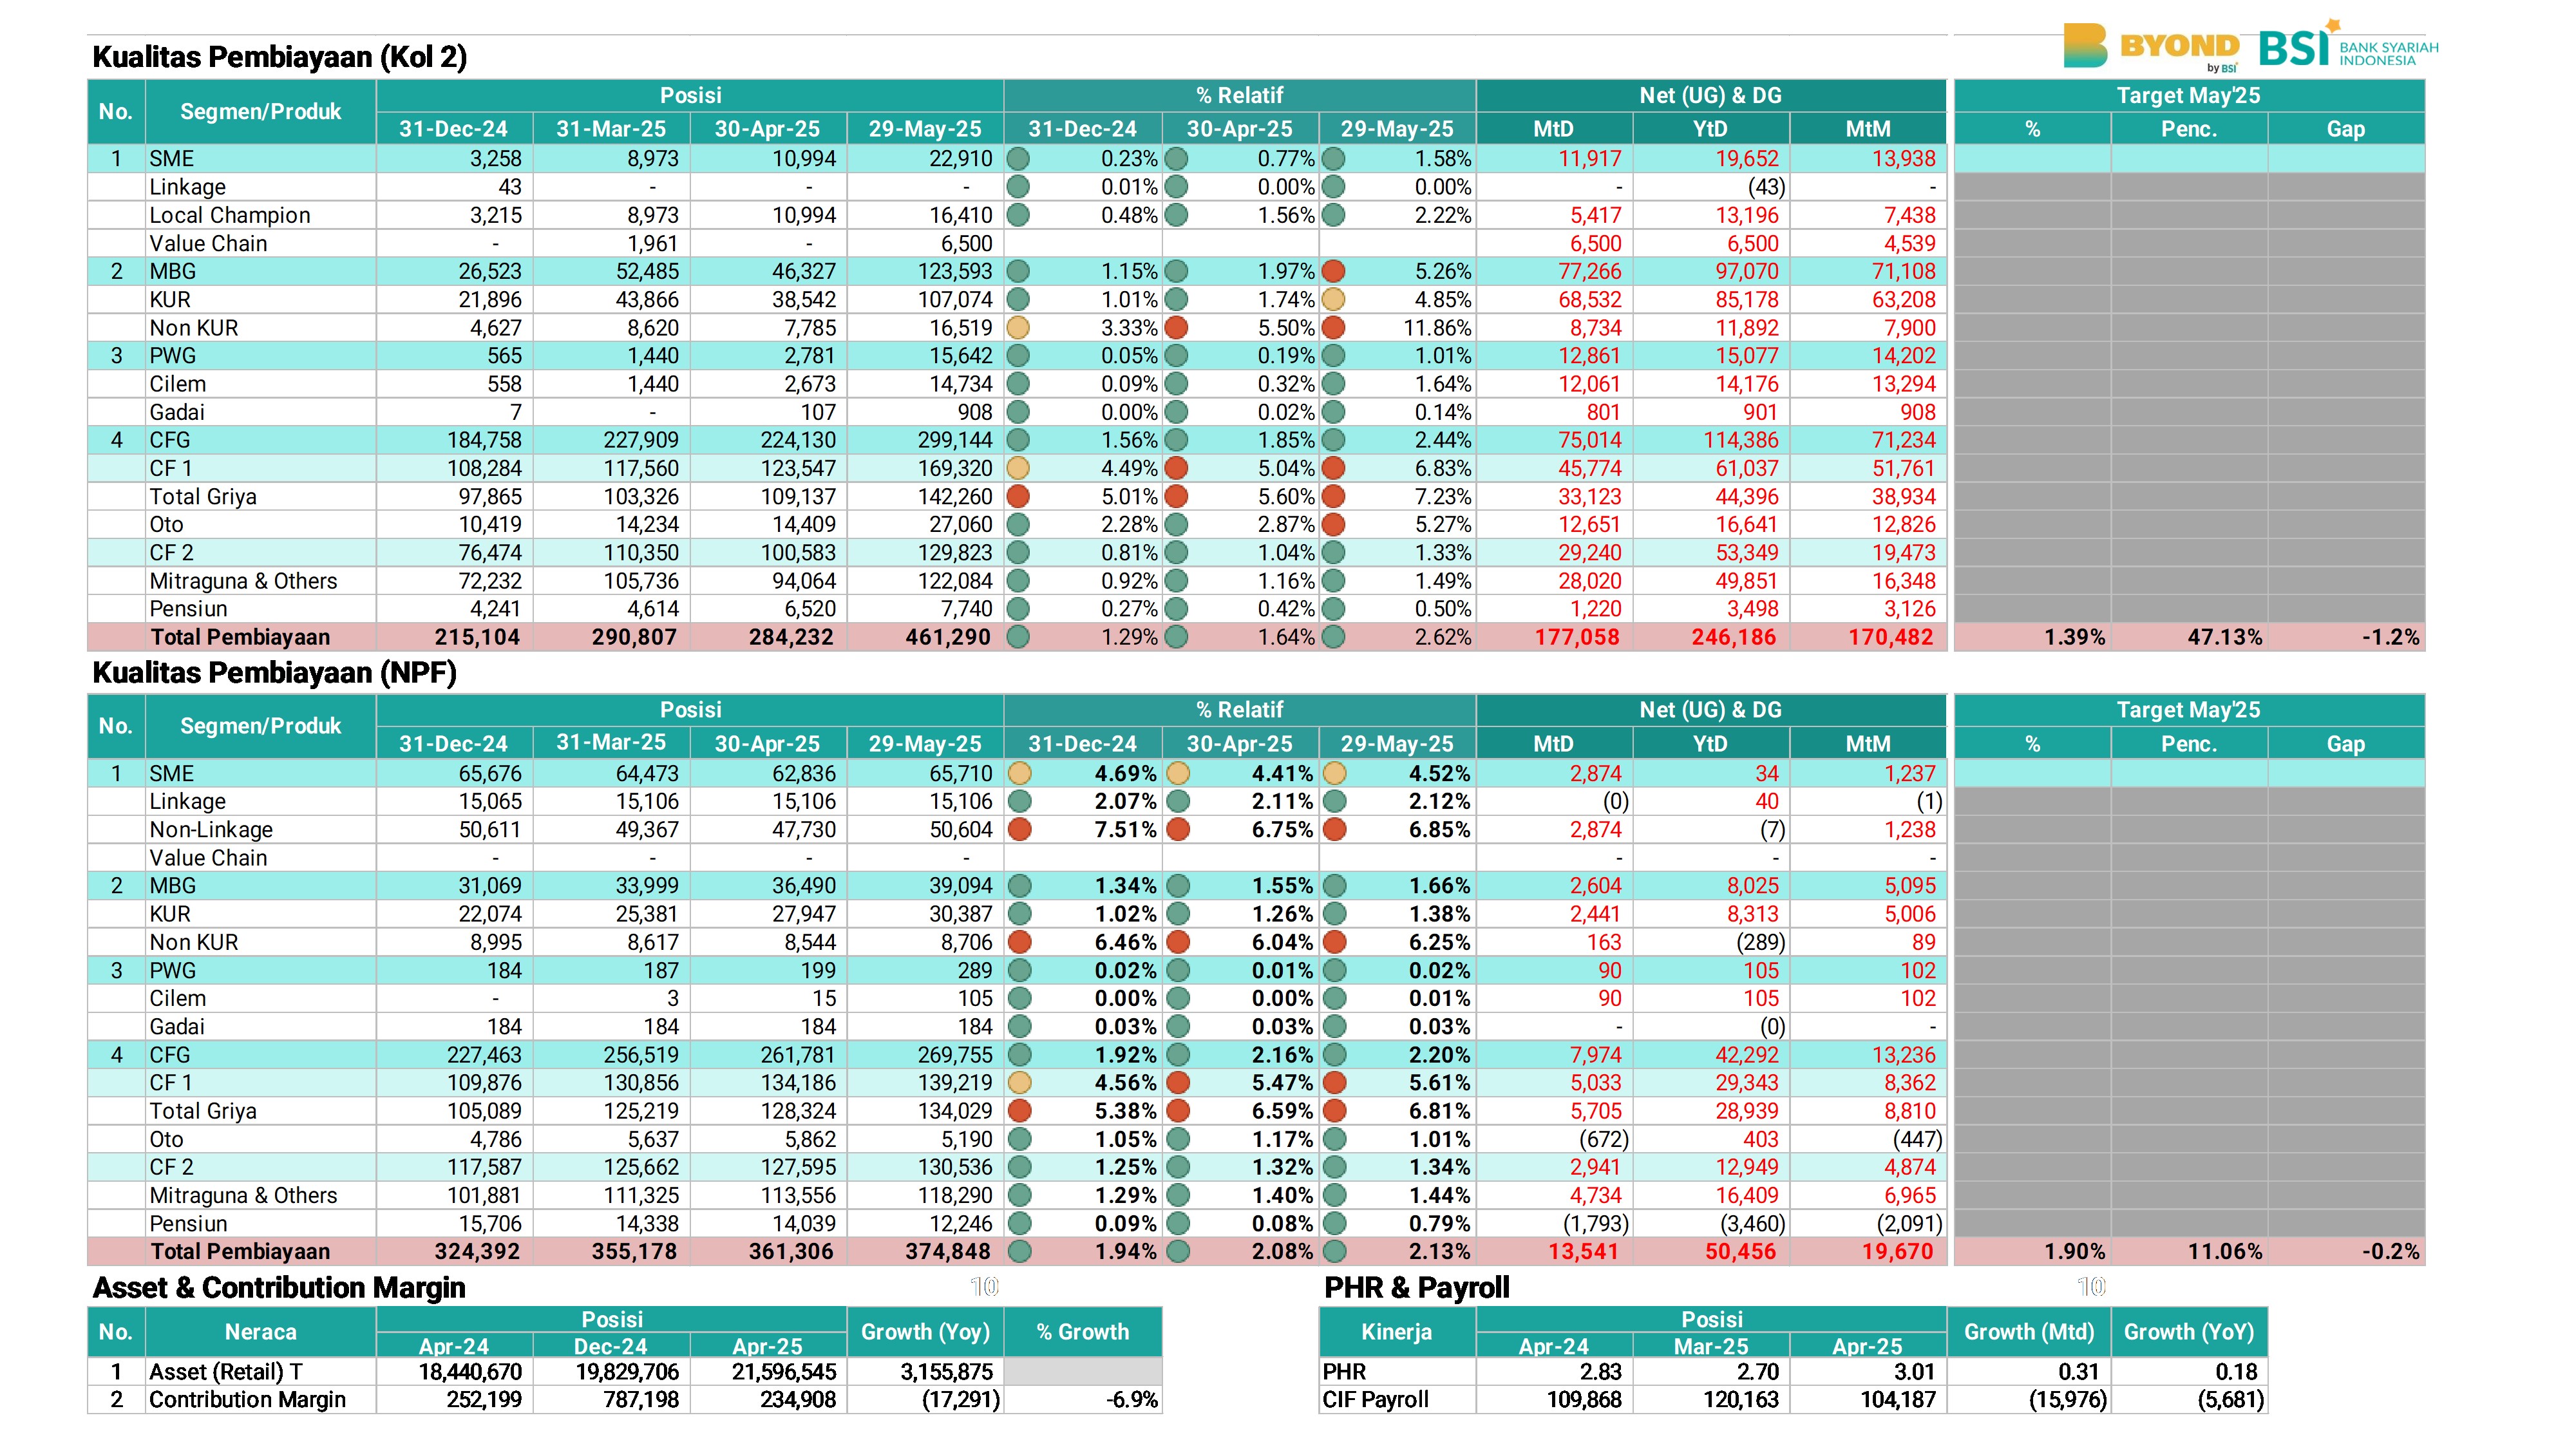 BYOND
by BSI
BSI
BANK SYARIAH
INDONESIA
Kualitas Pembiayaan (Kol 2)
No. Segmen/Produk Posisi % Relatif Net (UG) & DG Target May'25
31-Dec-24 31-Mar-25 30-Apr-25 29-May-25 31-Dec-24 30-Apr-25 29-May-25 MtD YtD MtM % Penc. Gap
1 SME 3,258 8,973 10,994 22,910 0.23% 0.77% 1.58% 11,917 19,652 13,938
Linkage 43 - - - 0.01% 0.00% 0.00% - (43) -
Local Champion 3,215 8,973 10,994 16,410 0.48% 1.56% 2.22% 5,417 13,196 7,438
Value Chain - 1,961 - 6,500 6,500 6,500 4,539
2 MBG 26,523 52,485 46,327 123,593 1.15% 1.97% 5.26% 77,266 97,070 71,108
KUR 21,896 43,866 38,542 107,074 1.01% 1.74% 4.85% 68,532 85,178 63,208
Non KUR 4,627 8,620 7,785 16,519 3.33% 5.50% 11.86% 8,734 11,892 7,900
3 PWG 565 1,440 2,781 15,642 0.05% 0.19% 1.01% 12,861 15,077 14,202
Cilem 558 1,440 2,673 14,734 0.09% 0.32% 1.64% 12,061 14,176 13,294
Gadai 7 - 107 908 0.00% 0.02% 0.14% 801 901 908
4 CFG 184,758 227,909 224,130 299,144 1.56% 1.85% 2.44% 75,014 114,386 71,234
CF 1 108,284 117,560 123,547 169,320 4.49% 5.04% 6.83% 45,774 61,037 51,761
Total Griya 97,865 103,326 109,137 142,260 5.01% 5.60% 7.23% 33,123 44,396 38,934
Oto 10,419 14,234 14,409 27,060 2.28% 2.87% 5.27% 12,651 16,641 12,826
CF 2 76,474 110,350 100,583 129,823 0.81% 1.04% 1.33% 29,240 53,349 19,473
Mitraguna & Others 72,232 105,736 94,064 122,084 0.92% 1.16% 1.49% 28,020 49,851 16,348
Pensiun 4,241 4,614 6,520 7,740 0.27% 0.42% 0.50% 1,220 3,498 3,126
Total Pembiayaan 215,104 290,807 284,232 461,290 1.29% 1.64% 2.62% 177,058 246,186 170,482 1.39% 47.13% -1.2%
Kualitas Pembiayaan (NPF)
No. Segmen/Produk Posisi % Relatif Net (UG) & DG Target May'25
31-Dec-24 31-Mar-25 30-Apr-25 29-May-25 31-Dec-24 30-Apr-25 29-May-25 MtD YtD MtM % Penc. Gap
1 SME 65,676 64,473 62,836 65,710 4.69% 4.41% 4.52% 2,874 34 1,237
Linkage 15,065 15,106 15,106 15,106 2.07% 2.11% 2.12% (0) 40 (1)
Non-Linkage 50,611 49,367 47,730 50,604 7.51% 6.75% 6.85% 2,874 (7) 1,238
Value Chain - - - - - - -
2 MBG 31,069 33,999 36,490 39,094 1.34% 1.55% 1.66% 2,604 8,025 5,095
KUR 22,074 25,381 27,947 30,387 1.02% 1.26% 1.38% 2,441 8,313 5,006
Non KUR 8,995 8,617 8,544 8,706 6.46% 6.04% 6.25% 163 (289) 89
3 PWG 184 187 199 289 0.02% 0.01% 0.02% 90 105 102
Cilem - 3 15 105 0.00% 0.00% 0.01% 90 105 102
Gadai 184 184 184 184 0.03% 0.03% 0.03% - (0) -
4 CFG 227,463 256,519 261,781 269,755 1.92% 2.16% 2.20% 7,974 42,292 13,236
CF 1 109,876 130,856 134,186 139,219 4.56% 5.47% 5.61% 5,033 29,343 8,362
Total Griya 105,089 125,219 128,324 134,029 5.38% 6.59% 6.81% 5,705 28,939 8,810
Oto 4,786 5,637 5,862 5,190 1.05% 1.17% 1.01% (672) 403 (447)
CF 2 117,587 125,662 127,595 130,536 1.25% 1.32% 1.34% 2,941 12,949 4,874
Mitraguna & Others 101,881 111,325 113,556 118,290 1.29% 1.40% 1.44% 4,734 16,409 6,965
Pensiun 15,706 14,338 14,039 12,246 0.09% 0.08% 0.79% (1,793) (3,460) (2,091)
Total Pembiayaan 324,392 355,178 361,306 374,848 1.94% 2.08% 2.13% 13,541 50,456 19,670 1.90% 11.06% -0.2%
Asset & Contribution Margin 10
No. Neraca Posisi Growth (Yoy) % Growth
Apr-24 Dec-24 Apr-25
1 Asset (Retail) T 18,440,670 19,829,706 21,596,545 3,155,875
2 Contribution Margin 252,199 787,198 234,908 (17,291) -6.9%
PHR & Payroll 10
Kinerja Posisi Growth (Mtd) Growth (YoY)
Apr-24 Mar-25 Apr-25
PHR 2.83 2.70 3.01 0.31 0.18
CIF Payroll 109,868 120,163 104,187 (15,976) (5,681)